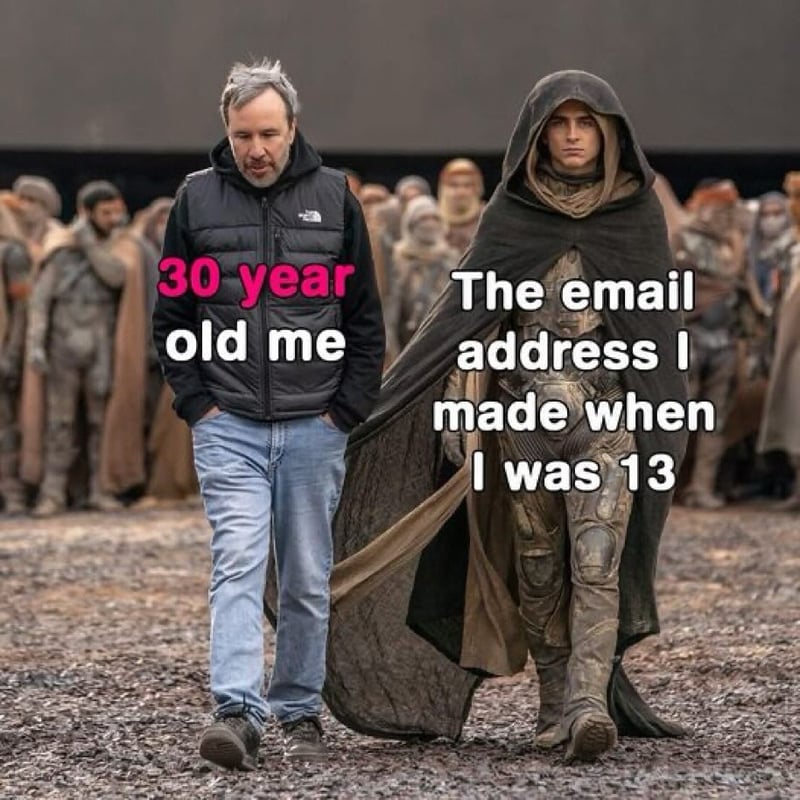 30 year
old me
The email
address I
made when
I was 13